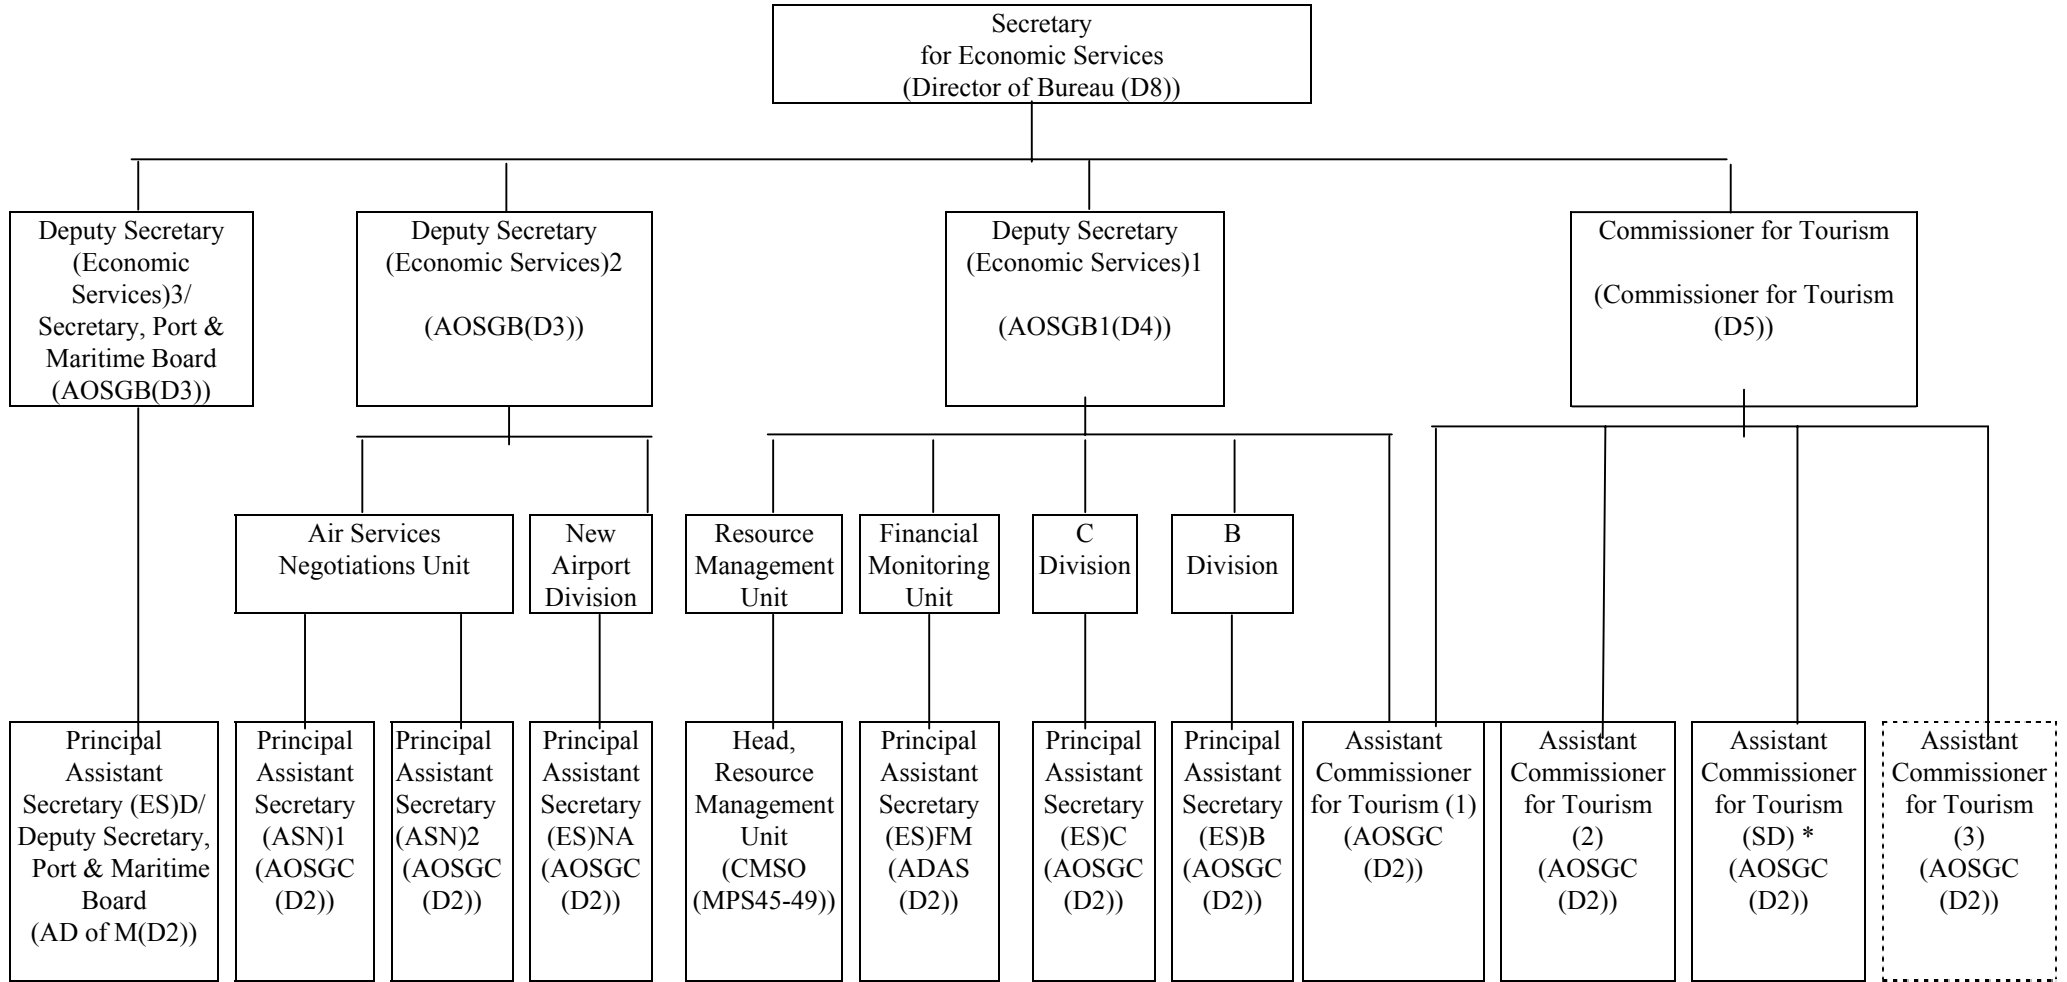 Secretary
for Economic Services
(Director of Bureau (D8))
Deputy Secretary
(Economic
Services)3/
Secretary, Port &
Maritime Board
(AOSGB(D3))
Deputy Secretary
(Economic Services)2
(AOSGB(D3))
Deputy Secretary
(Economic Services)1
(AOSGB1(D4))
Commissioner for Tourism
(Commissioner for Tourism
(D5))
Air Services
Negotiations Unit
New
Airport
Division
Resource
Management
Unit
Financial
Monitoring
Unit
C
Division
B
Division
Principal
Assistant
Secretary (ES)D/
Deputy Secretary,
Port & Maritime
Board
(AD of M(D2))
Principal
Assistant
Secretary
(ASN)1
(AOSGC
(D2))
Principal
Assistant
Secretary
(ASN)2
(AOSGC
(D2))
Principal
Assistant
Secretary
(ES)NA
(AOSGC
(D2))
Head,
Resource
Management
Unit
(CMSO
(MPS45-49))
Principal
Assistant
Secretary
(ES)FM
(ADAS
(D2))
Principal
Assistant
Secretary
(ES)C
(AOSGC
(D2))
Principal
Assistant
Secretary
(ES)B
(AOSGC
(D2))
Assistant
Commissioner
for Tourism (1)
(AOSGC
(D2))
Assistant
Commissioner
for Tourism
(2)
(AOSGC
(D2))
Assistant
Commissioner
for Tourism
(SD) *
(AOSGC
(D2))
Assistant
Commissioner
for Tourism
(3)
(AOSGC
(D2))